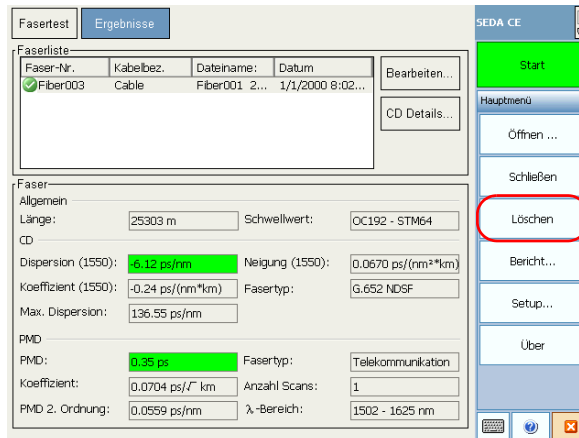 Fasertest Ergebnisse
SEDA CE
Faserliste
Faser-Nr. Kabelbez. Dateiname: Datum
Fiber003 Cable Fiber001 2... 1/1/2000 8:02...
Bearbeiten...
CD Details...
Faser
Allgemein
Länge: 25303 m Schwellwert: OC192 - STM64
CD
Dispersion (1550): -6.12 ps/nm Neigung (1550): 0.0670 ps/(nm²*km)
Koeffizient (1550): -0.24 ps/(nm*km) Fasertyp: G.652 NDSF
Max. Dispersion: 136.55 ps/nm
PMD
PMD: 0.35 ps Fasertyp: Telekommunikation
Koeffizient: 0.0704 ps/√ km Anzahl Scans: 1
PMD 2. Ordnung: 0.0559 ps/nm λ-Bereich: 1502 - 1625 nm
Start
Hauptmenü
Öffnen ...
Schließen
Löschen
Bericht...
Setup...
Über